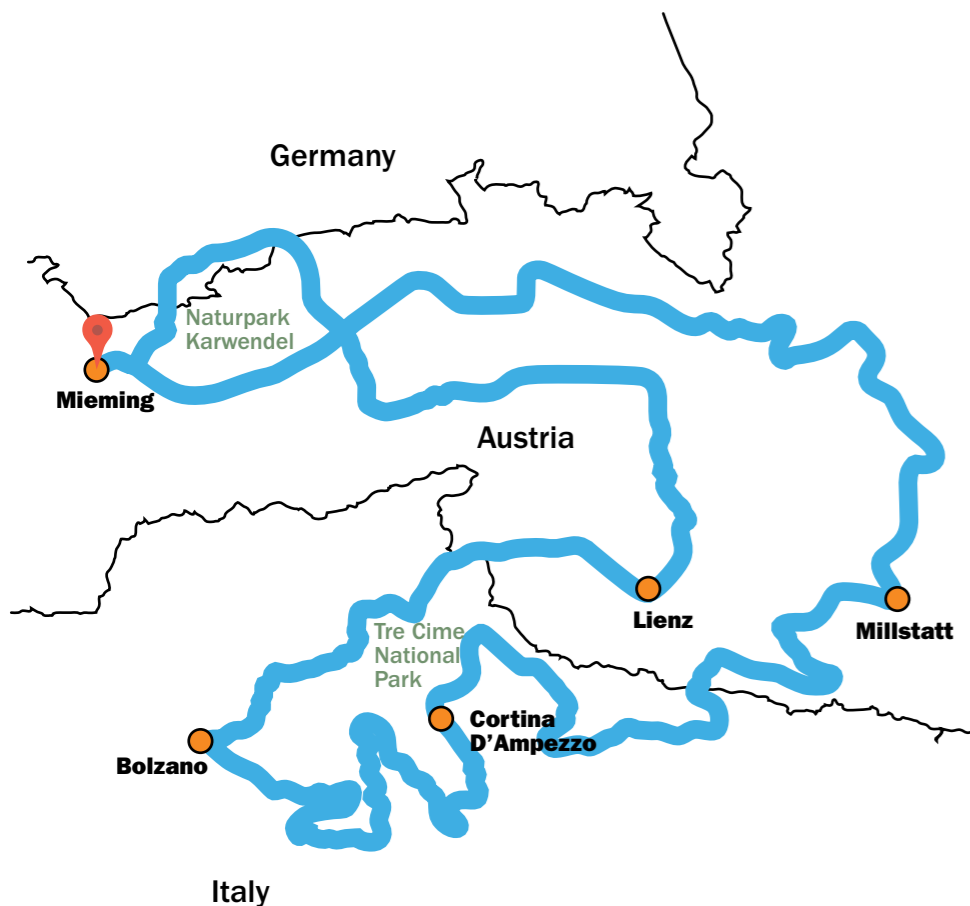 Germany
Naturpark
Karwendel
Mieming
Austria
Lienz
Millstatt
Tre Cime
National
Park
Cortina
D’Ampezzo
Bolzano
Italy